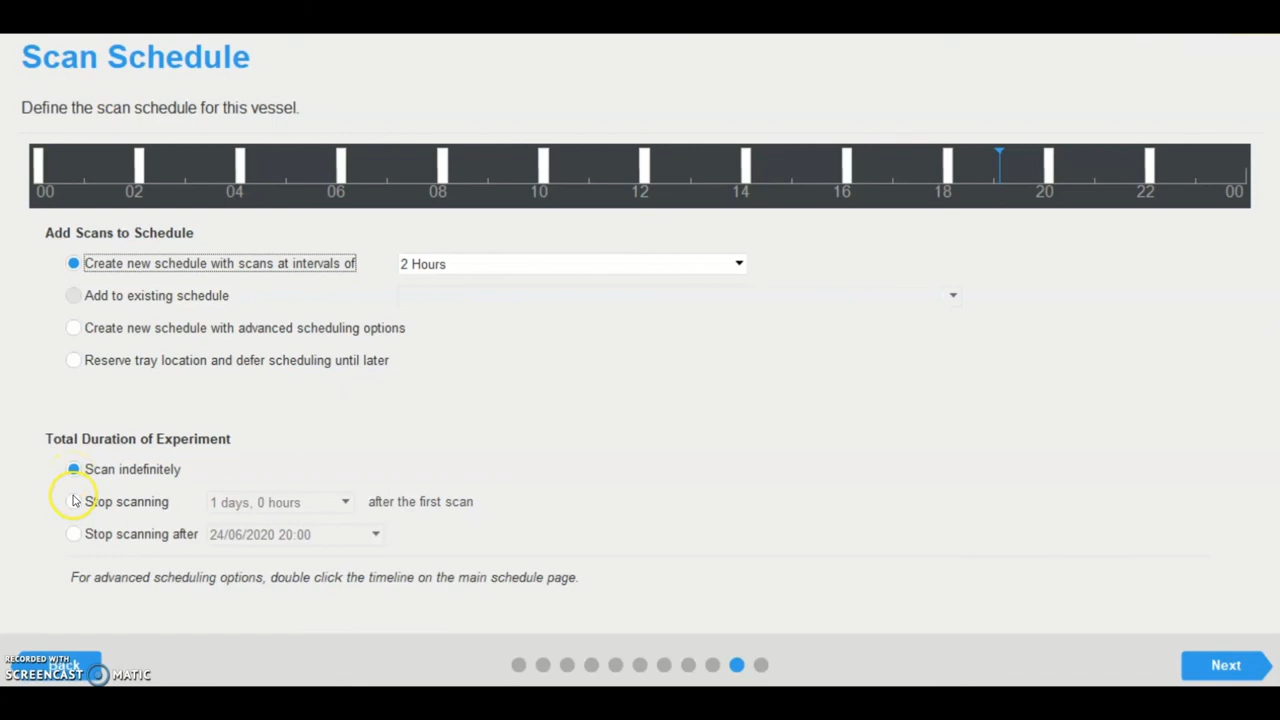 Scan Schedule
Define the scan schedule for this vessel.
00 02 04 06 08 10 12 14 16 18 20 22 00
Add Scans to Schedule
Create new schedule with scans at intervals of 2 Hours
Add to existing schedule
Create new schedule with advanced scheduling options
Reserve tray location and defer scheduling until later
Total Duration of Experiment
Scan indefinitely
Stop scanning 1 days, 0 hours after the first scan
Stop scanning after 24/06/2020 20:00
For advanced scheduling options, double click the timeline on the main schedule page.
Back
RECORDED WITH
SCREENCAST MATIC
Next